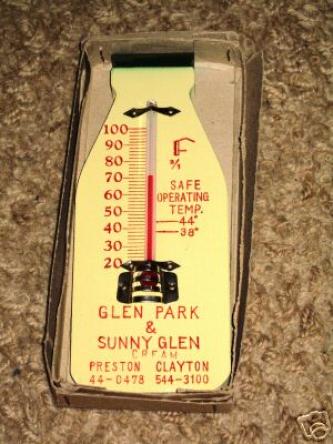 100
90
80
70
60
50
40
30
20
SAFE
OPERATING
TEMP.
44°
38°
GLEN PARK
&
SUNNY GLEN
CREAM
PRESTON CLAYTON
44-0478 544-3100